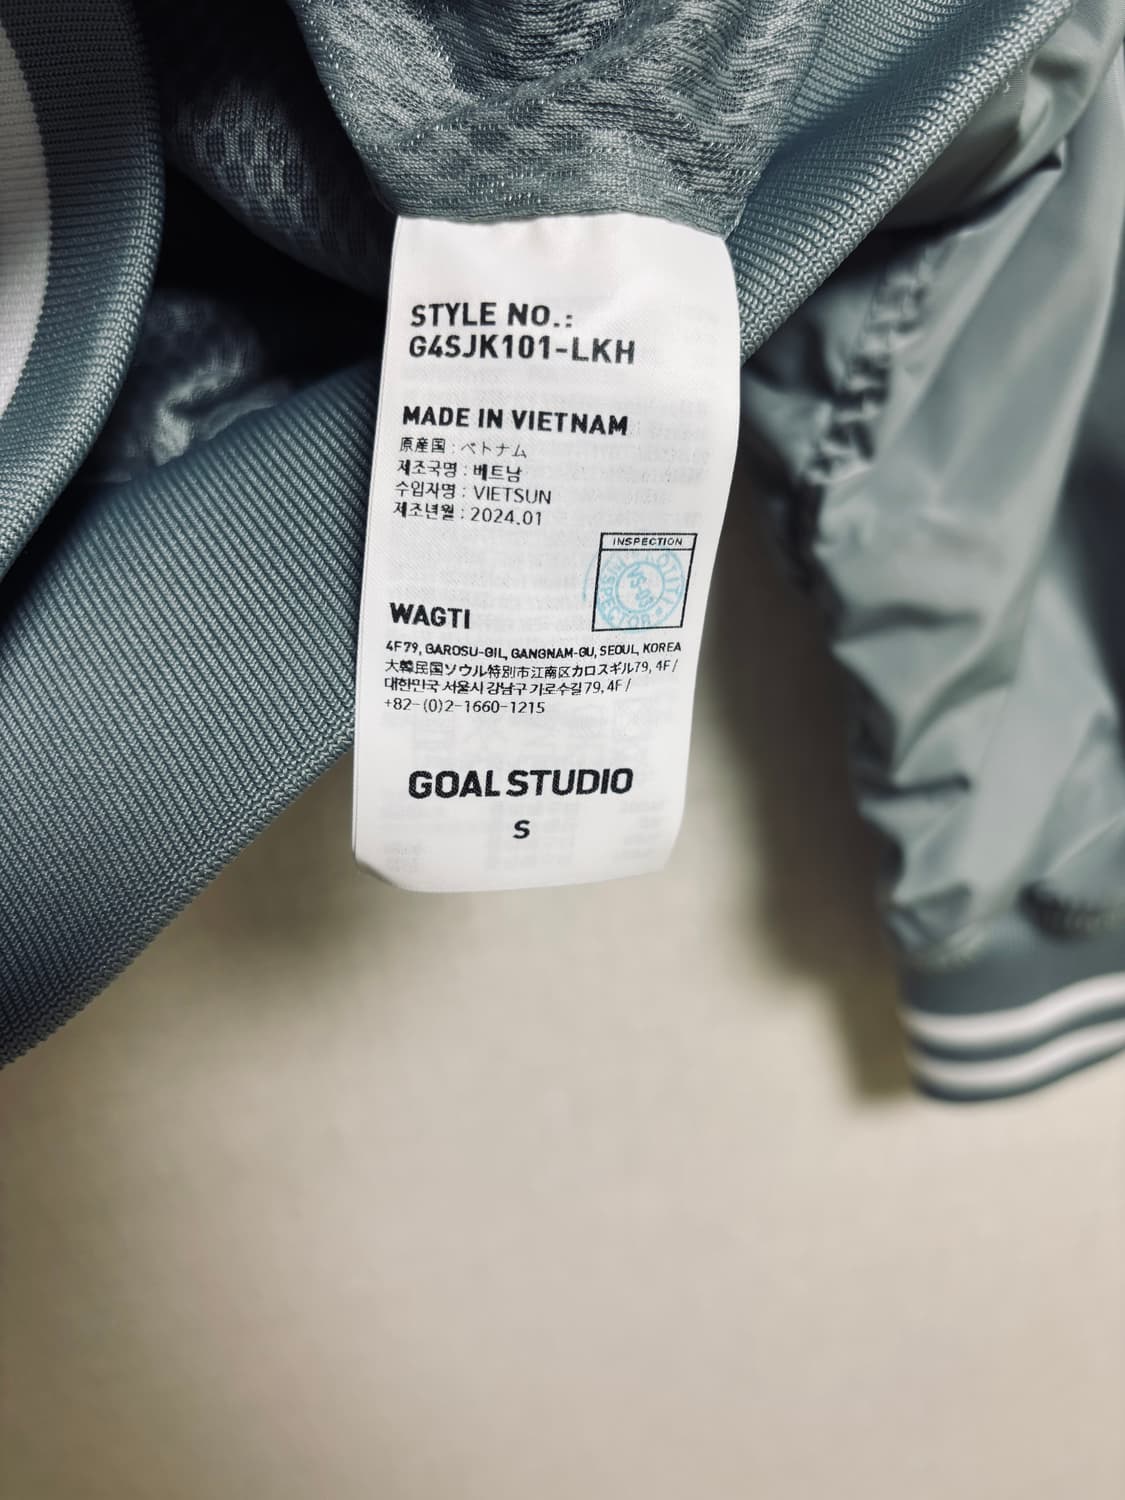 STYLE NO.:
G4SJK101-LKH
MADE IN VIETNAM
原産国 : ベトナム
제조국명 : 베트남
수입자명 : VIETSUN
제조년월 : 2024.01
INSPECTION
INSPECTOR
WAGTI
4F 79, GAROSU-GIL, GANGNAM-GU, SEOUL, KOREA
大韓民国ソウル特別市江南区カロスギル79, 4F /
대한민국 서울시 강남구 가로수길 79, 4F /
+82-(0)2-1660-1215
GOAL STUDIO
S